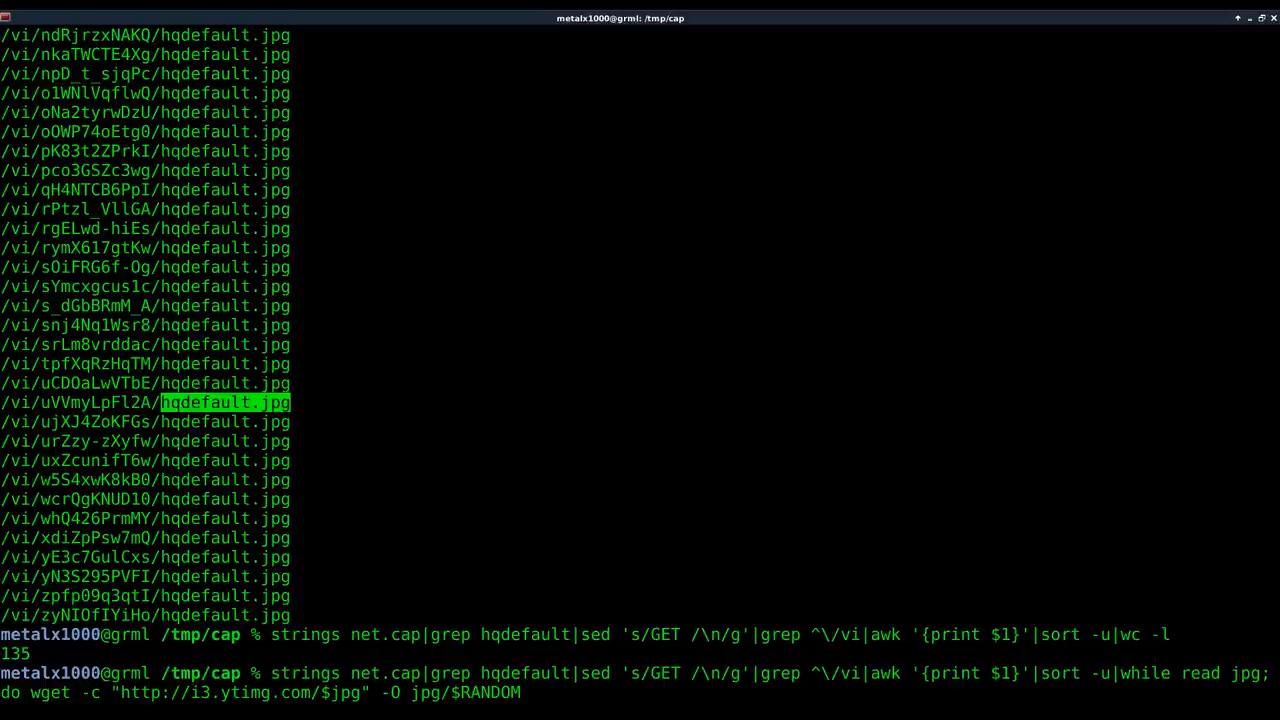 metalx1000@grml: /tmp/cap
/vi/ndRjrzxNAKQ/hqdefault.jpg
/vi/nkaTWCTE4Xg/hqdefault.jpg
/vi/npD_t_sjqPc/hqdefault.jpg
/vi/o1WNlVqflwQ/hqdefault.jpg
/vi/oNa2tyrwDzU/hqdefault.jpg
/vi/oOWP74oEtg0/hqdefault.jpg
/vi/pK83t2ZPrkI/hqdefault.jpg
/vi/pco3GSZc3wg/hqdefault.jpg
/vi/qH4NTCB6PpI/hqdefault.jpg
/vi/rPtzl_VllGA/hqdefault.jpg
/vi/rgELwd-hiEs/hqdefault.jpg
/vi/rymX617gtKw/hqdefault.jpg
/vi/sOiFRG6f-Og/hqdefault.jpg
/vi/sYmcxgcus1c/hqdefault.jpg
/vi/s_dGbBRmM_A/hqdefault.jpg
/vi/snj4Nq1Wsr8/hqdefault.jpg
/vi/srLm8vrddac/hqdefault.jpg
/vi/tpfXqRzHqTM/hqdefault.jpg
/vi/uCDOaLwVTbE/hqdefault.jpg
/vi/uVVmyLpFl2A/hqdefault.jpg
/vi/ujXJ4ZoKFGs/hqdefault.jpg
/vi/urZzy-zXyfw/hqdefault.jpg
/vi/uxZcunifT6w/hqdefault.jpg
/vi/w5S4xwK8kB0/hqdefault.jpg
/vi/wcrQgKNUD10/hqdefault.jpg
/vi/whQ426PrmMY/hqdefault.jpg
/vi/xdiZpPsw7mQ/hqdefault.jpg
/vi/yE3c7GulCxs/hqdefault.jpg
/vi/yN3S295PVFI/hqdefault.jpg
/vi/zpfp09q3qtI/hqdefault.jpg
/vi/zyNIOfIYiHo/hqdefault.jpg
metalx1000@grml /tmp/cap % strings net.cap|grep hqdefault|sed 's/GET /\n/g'|grep ^\/vi|awk '{print $1}'|sort -u|wc -l
135
metalx1000@grml /tmp/cap % strings net.cap|grep hqdefault|sed 's/GET /\n/g'|grep ^\/vi|awk '{print $1}'|sort -u|while read jpg;
do wget -c "http://i3.ytimg.com/$jpg" -O jpg/$RANDOM